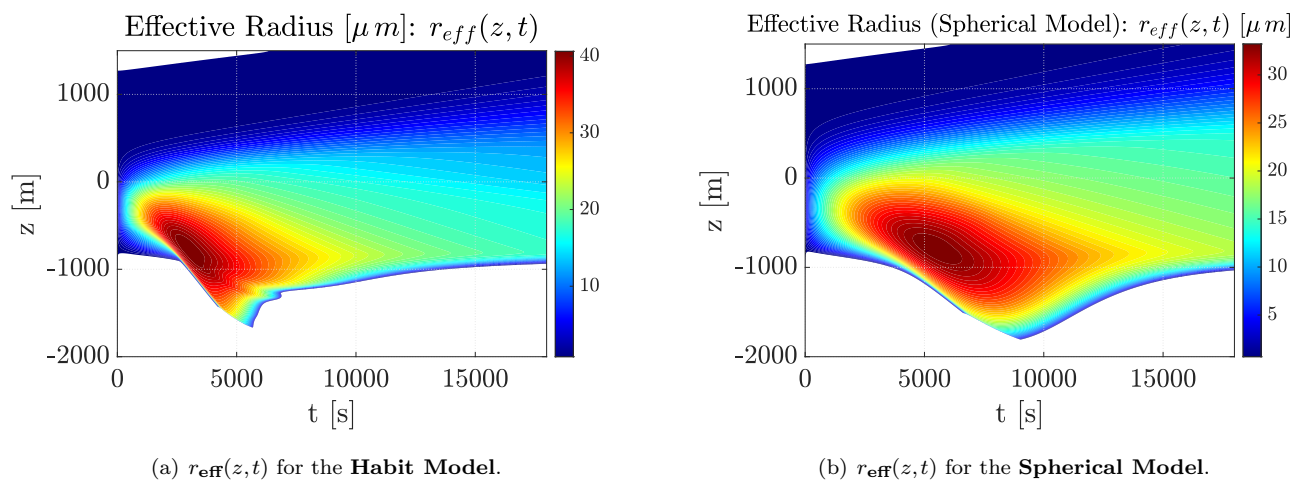 Effective Radius [μ m]: r_eff(z, t)
40
30
20
10
1000
0
-1000
-2000
z [m]
0 5000 10000 15000
t [s]
(a) r_eff(z,t) for the Habit Model.
Effective Radius (Spherical Model): r_eff(z, t) [μ m]
30
25
20
15
10
5
1000
0
-1000
-2000
z [m]
0 5000 10000 15000
t [s]
(b) r_eff(z,t) for the Spherical Model.